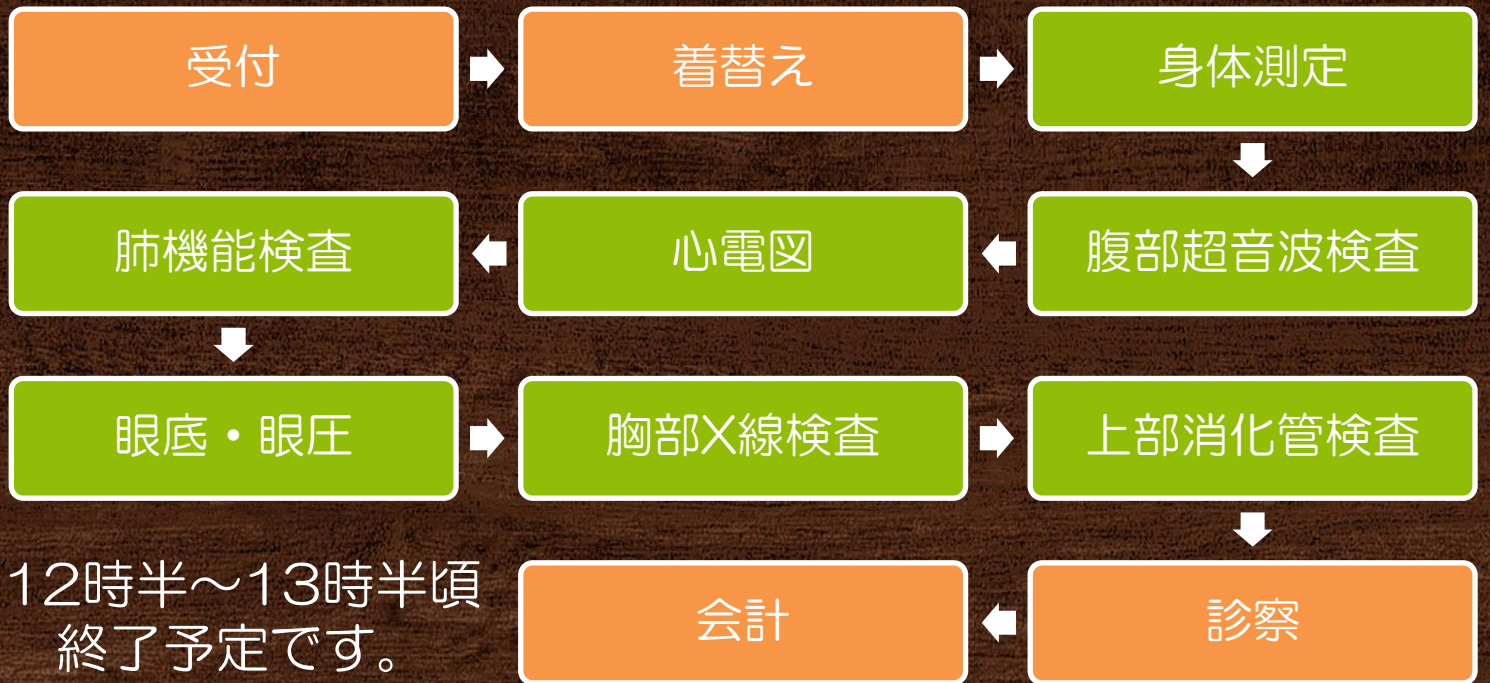 受付
着替え
身体測定
腹部超音波検査
心電図
肺機能検査
眼底・眼圧
胸部X線検査
上部消化管検査
診察
会計
12時半～13時半頃
終了予定です。